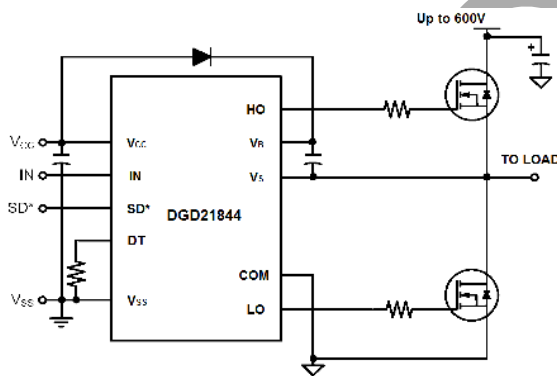 Up to 600V
+
HO
VCC
VCC
VB
IN
IN
VS
TO LOAD
SD*
SD*
DGD21844
DT
COM
VSS
VSS
LO